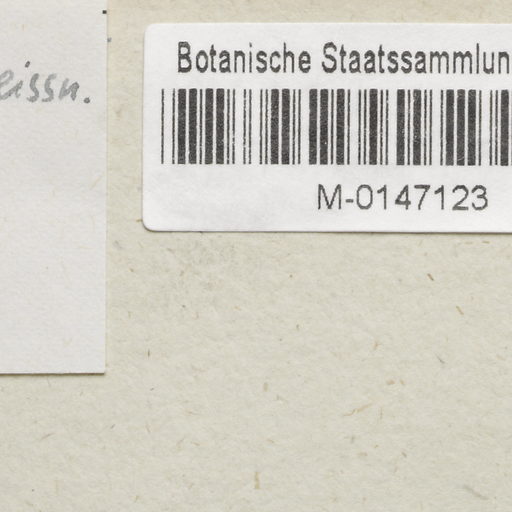 eissn.
Botanische Staatssammlun
M-0147123